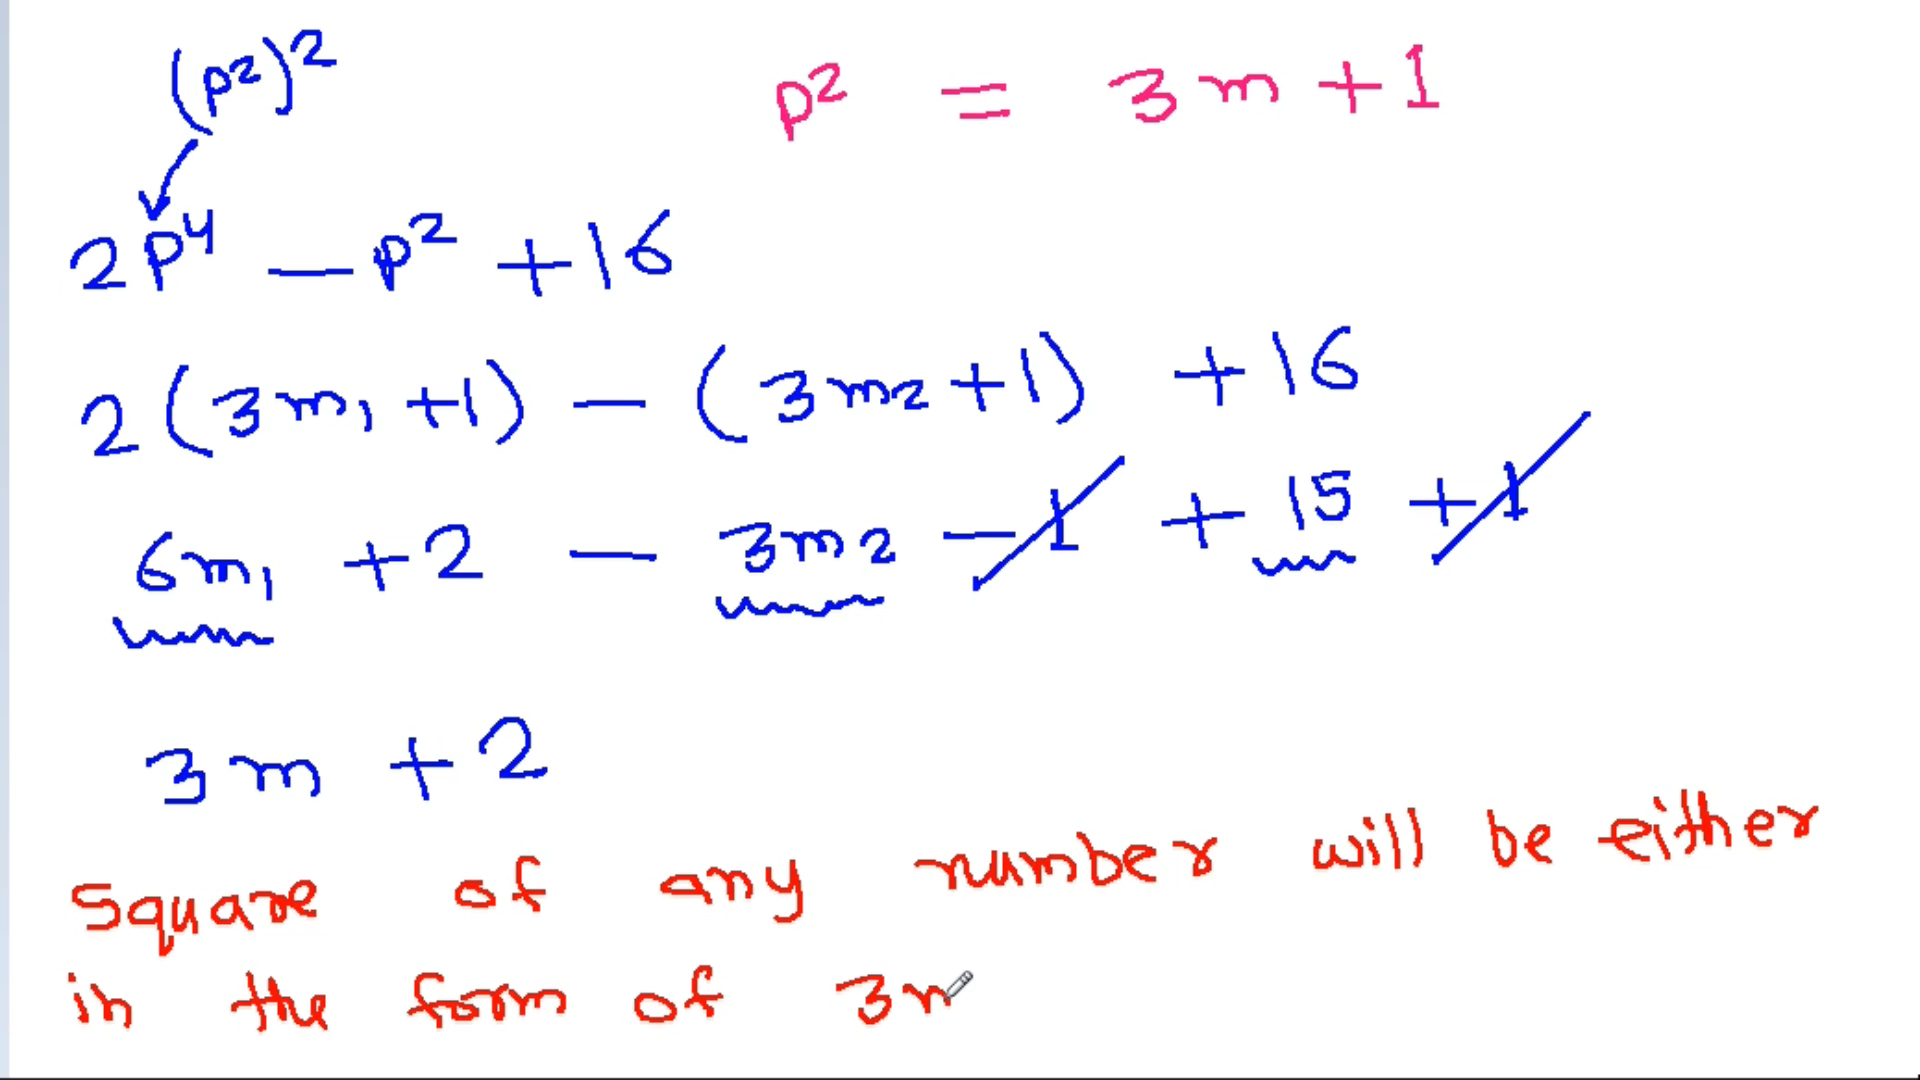 (p²)²
p² = 3m + 1
2p⁴ − p² + 16
2(3m₁ + 1) − (3m₂ + 1) + 16
6m₁ + 2 − 3m₂ − 1 + 15 + 1
3m + 2
Square of any number will be either
in the form of 3m